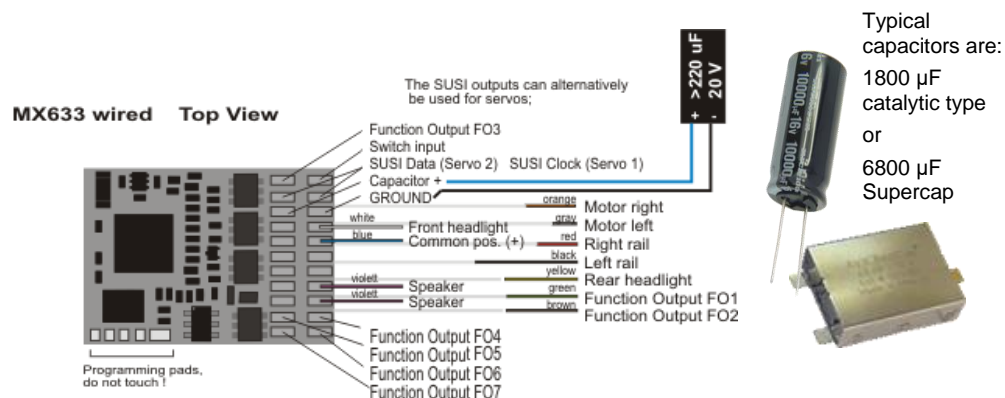 MX633 wired Top View
The SUSI outputs can alternatively
be used for servos;
>220 uF
20 V
+ -
Function Output FO3
Switch input
SUSI Data (Servo 2) SUSI Clock (Servo 1)
Capacitor +
GROUND
orange
Motor right
white
Front headlight
gray
Motor left
blue
Common pos. (+)
red
Right rail
black
Left rail
yellow
Rear headlight
violett
Speaker
green
Function Output FO1
violett
Speaker
brown
Function Output FO2
Function Output FO4
Function Output FO5
Function Output FO6
Function Output FO7
Programming pads,
do not touch !
Typical
capacitors are:
1800 µF
catalytic type
or
6800 µF
Supercap
10000µF16v